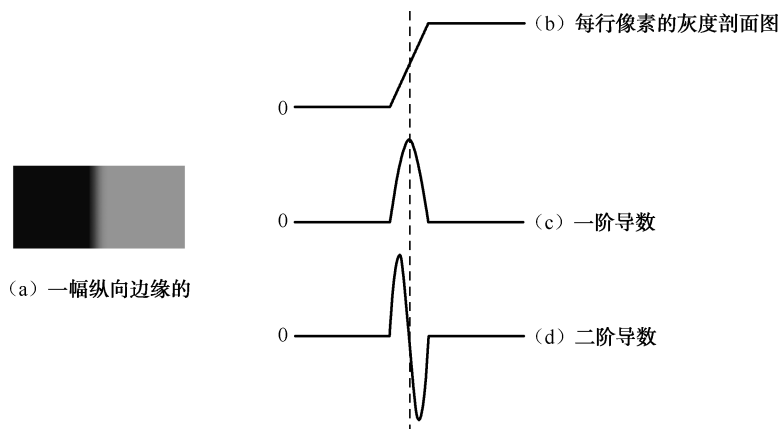 （b）每行像素的灰度剖面图
0
0
（c）一阶导数
（a）一幅纵向边缘的
0
（d）二阶导数